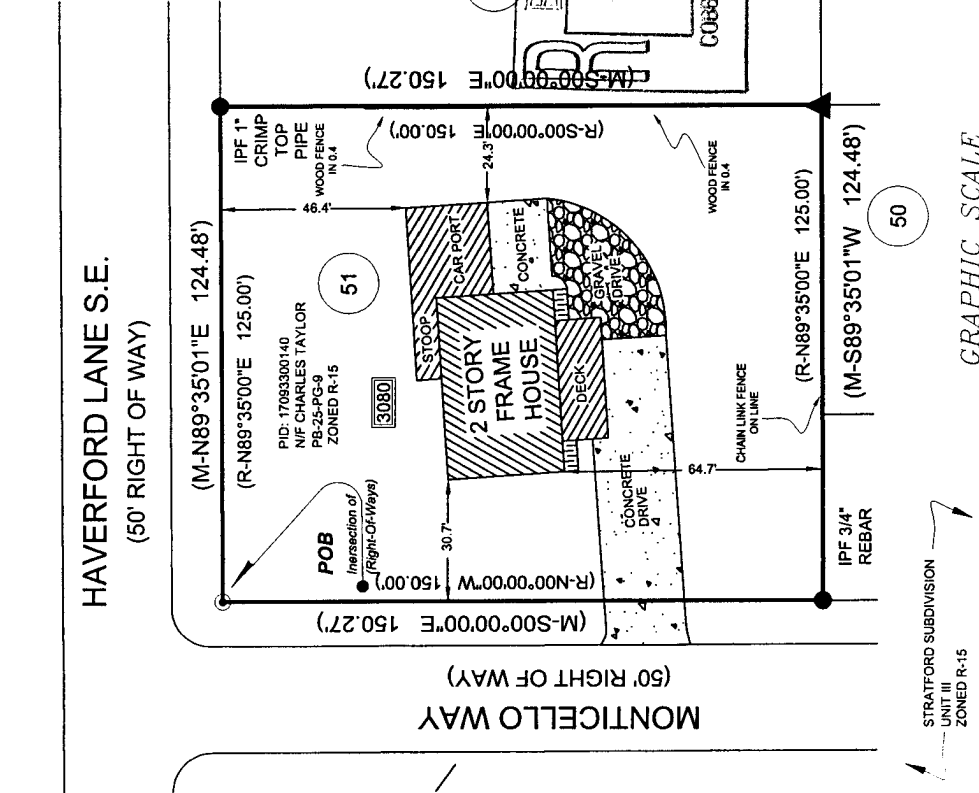 HAVERFORD LANE S.E.
(50' RIGHT OF WAY)
(M-N89°35'01"E 124.48')
(R-N89°35'00"E 125.00')
IPF 1"
CRIMP
TOP
PIPE
WOOD FENCE
IN 0.4
(M-S00°00'00"E 150.27')
(R-S00°00'00"E 150.00')
24.3'
46.4'
WOOD FENCE
IN 0.4
PID: 17093300140
N/F CHARLES TAYLOR
PB-25-PG-9
ZONED R-15
51
3080
STOOP
CAR PORT
CONCRETE
GRAVEL
DRIVE
2 STORY
FRAME
HOUSE
DECK
CONCRETE
DRIVE
30.7'
64.7'
POB
Inersection of
(Right-Of-Ways)
(R-N00°00'00"W 150.00')
(M-S00°00'00"E 150.27')
CHAIN LINK FENCE
ON LINE
(R-N89°35'00"E 125.00')
(M-S89°35'01"W 124.48')
50
IPF 3/4"
REBAR
(50' RIGHT OF WAY)
MONTICELLO WAY
STRATFORD SUBDIVISION
UNIT III
ZONED R-15
GRAPHIC SCALE
R